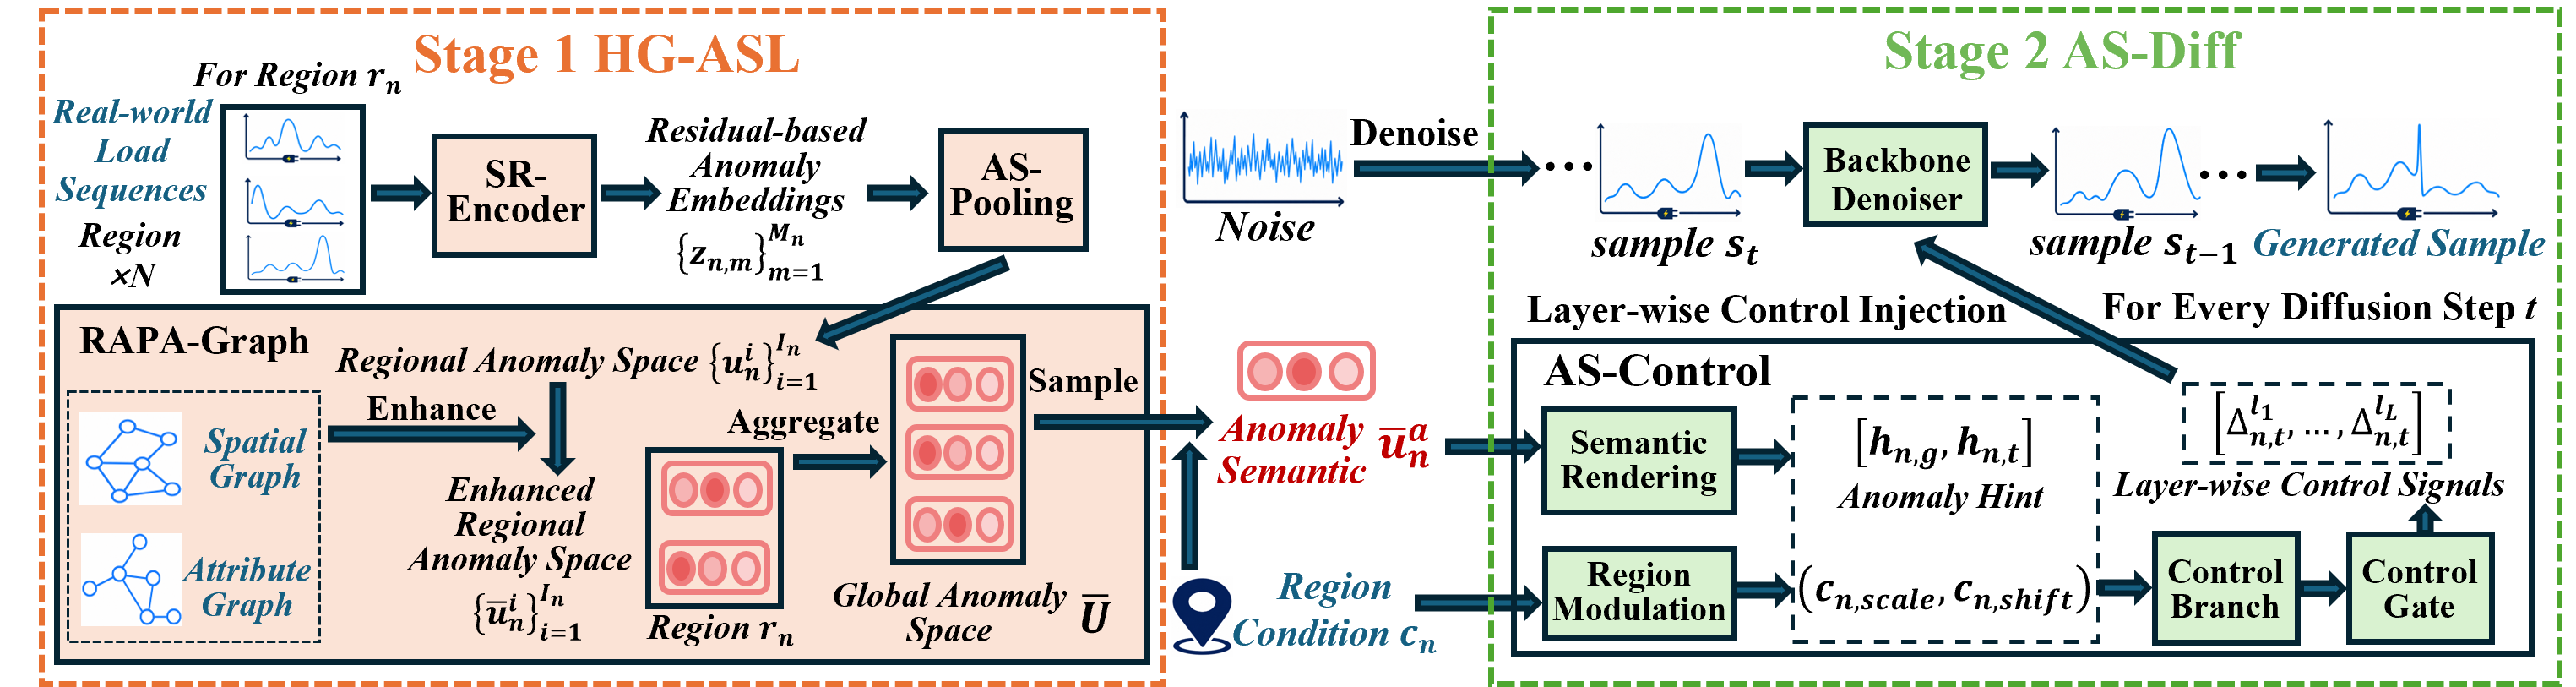 Stage 1 HG-ASL
For Region rₙ
Real-world
Load
Sequences
Region
×N
SR-
Encoder
Residual-based
Anomaly
Embeddings
{z_{n,m}}_{m=1}^{M_n}
AS-
Pooling
RAPA-Graph
Spatial
Graph
Attribute
Graph
Enhance
Regional Anomaly Space {u_n^i}_{i=1}^{I_n}
Enhanced
Regional
Anomaly Space
{ū_n^i}_{i=1}^{I_n}
Region rₙ
Aggregate
Global Anomaly
Space Ū
Sample
Noise
Denoise
Anomaly
Semantic ū_n^a
Region
Condition cₙ
Stage 2 AS-Diff
...
sample s_t
Backbone
Denoiser
sample s_{t−1}
...
Generated Sample
Layer-wise Control Injection
For Every Diffusion Step t
AS-Control
Semantic
Rendering
Region
Modulation
[h_{n,g}, h_{n,t}]
Anomaly Hint
(c_{n,scale}, c_{n,shift})
Control
Branch
Control
Gate
[Δ_{n,t}^{l_1}, …, Δ_{n,t}^{l_L}]
Layer-wise Control Signals